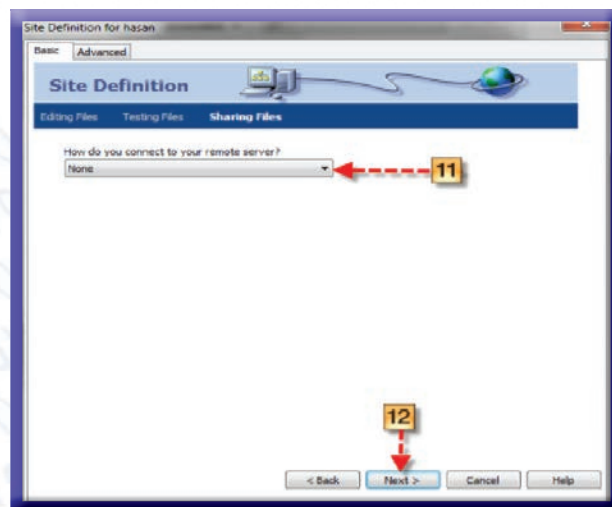 Site Definition for hasan
Basic Advanced
Site Definition
Editing Files Testing Files Sharing Files
How do you connect to your remote server?
None
11
12
< Back Next > Cancel Help